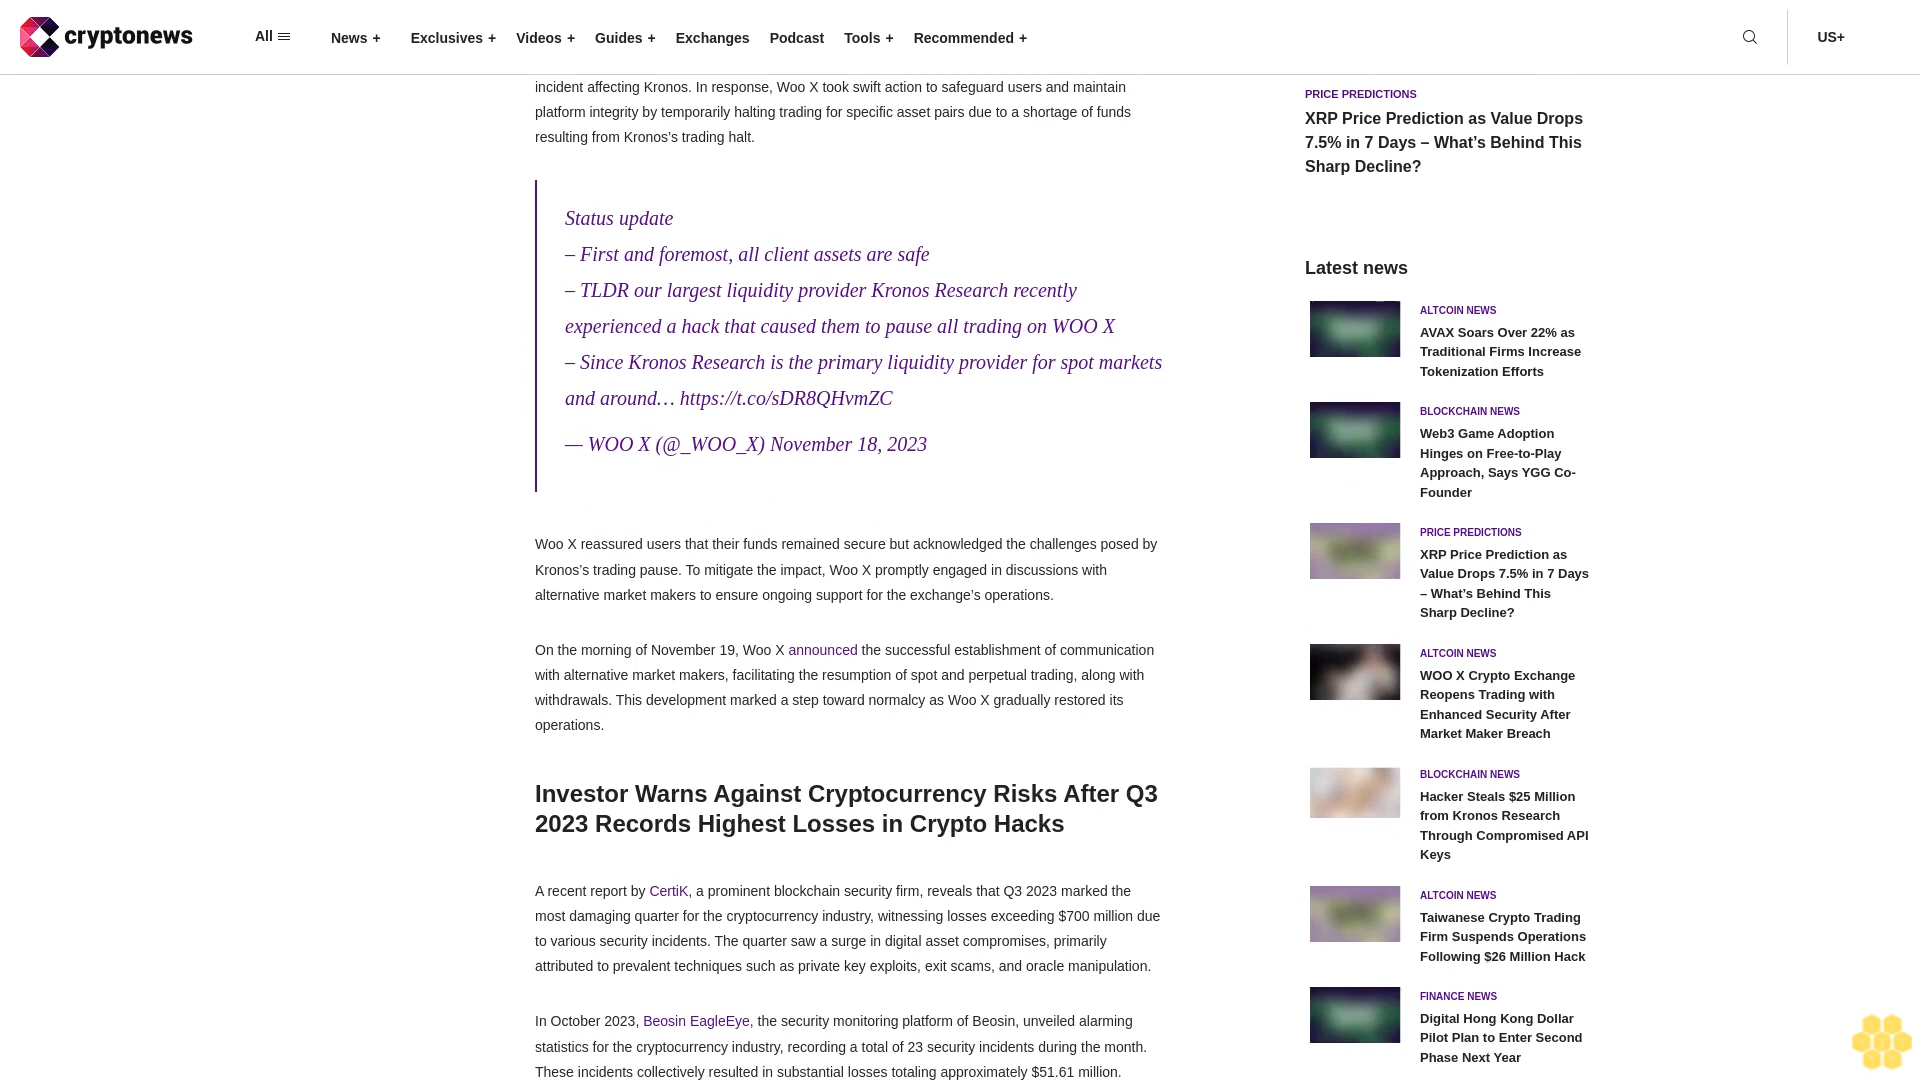 cryptonews
All
News +
Exclusives +
Videos +
Guides +
Exchanges
Podcast
Tools +
Recommended +
US+
incident affecting Kronos. In response, Woo X took swift action to safeguard users and maintain
platform integrity by temporarily halting trading for specific asset pairs due to a shortage of funds
resulting from Kronos’s trading halt.
Status update
– First and foremost, all client assets are safe
– TLDR our largest liquidity provider Kronos Research recently
experienced a hack that caused them to pause all trading on WOO X
– Since Kronos Research is the primary liquidity provider for spot markets
and around… https://t.co/sDR8QHvmZC
— WOO X (@_WOO_X) November 18, 2023
Woo X reassured users that their funds remained secure but acknowledged the challenges posed by
Kronos’s trading pause. To mitigate the impact, Woo X promptly engaged in discussions with
alternative market makers to ensure ongoing support for the exchange’s operations.
On the morning of November 19, Woo X announced the successful establishment of communication
with alternative market makers, facilitating the resumption of spot and perpetual trading, along with
withdrawals. This development marked a step toward normalcy as Woo X gradually restored its
operations.
Investor Warns Against Cryptocurrency Risks After Q3
2023 Records Highest Losses in Crypto Hacks
A recent report by CertiK, a prominent blockchain security firm, reveals that Q3 2023 marked the
most damaging quarter for the cryptocurrency industry, witnessing losses exceeding $700 million due
to various security incidents. The quarter saw a surge in digital asset compromises, primarily
attributed to prevalent techniques such as private key exploits, exit scams, and oracle manipulation.
In October 2023, Beosin EagleEye, the security monitoring platform of Beosin, unveiled alarming
statistics for the cryptocurrency industry, recording a total of 23 security incidents during the month.
These incidents collectively resulted in substantial losses totaling approximately $51.61 million.
PRICE PREDICTIONS
XRP Price Prediction as Value Drops
7.5% in 7 Days – What’s Behind This
Sharp Decline?
Latest news
ALTCOIN NEWS
AVAX Soars Over 22% as
Traditional Firms Increase
Tokenization Efforts
BLOCKCHAIN NEWS
Web3 Game Adoption
Hinges on Free-to-Play
Approach, Says YGG Co-
Founder
PRICE PREDICTIONS
XRP Price Prediction as
Value Drops 7.5% in 7 Days
– What’s Behind This
Sharp Decline?
ALTCOIN NEWS
WOO X Crypto Exchange
Reopens Trading with
Enhanced Security After
Market Maker Breach
BLOCKCHAIN NEWS
Hacker Steals $25 Million
from Kronos Research
Through Compromised API
Keys
ALTCOIN NEWS
Taiwanese Crypto Trading
Firm Suspends Operations
Following $26 Million Hack
FINANCE NEWS
Digital Hong Kong Dollar
Pilot Plan to Enter Second
Phase Next Year